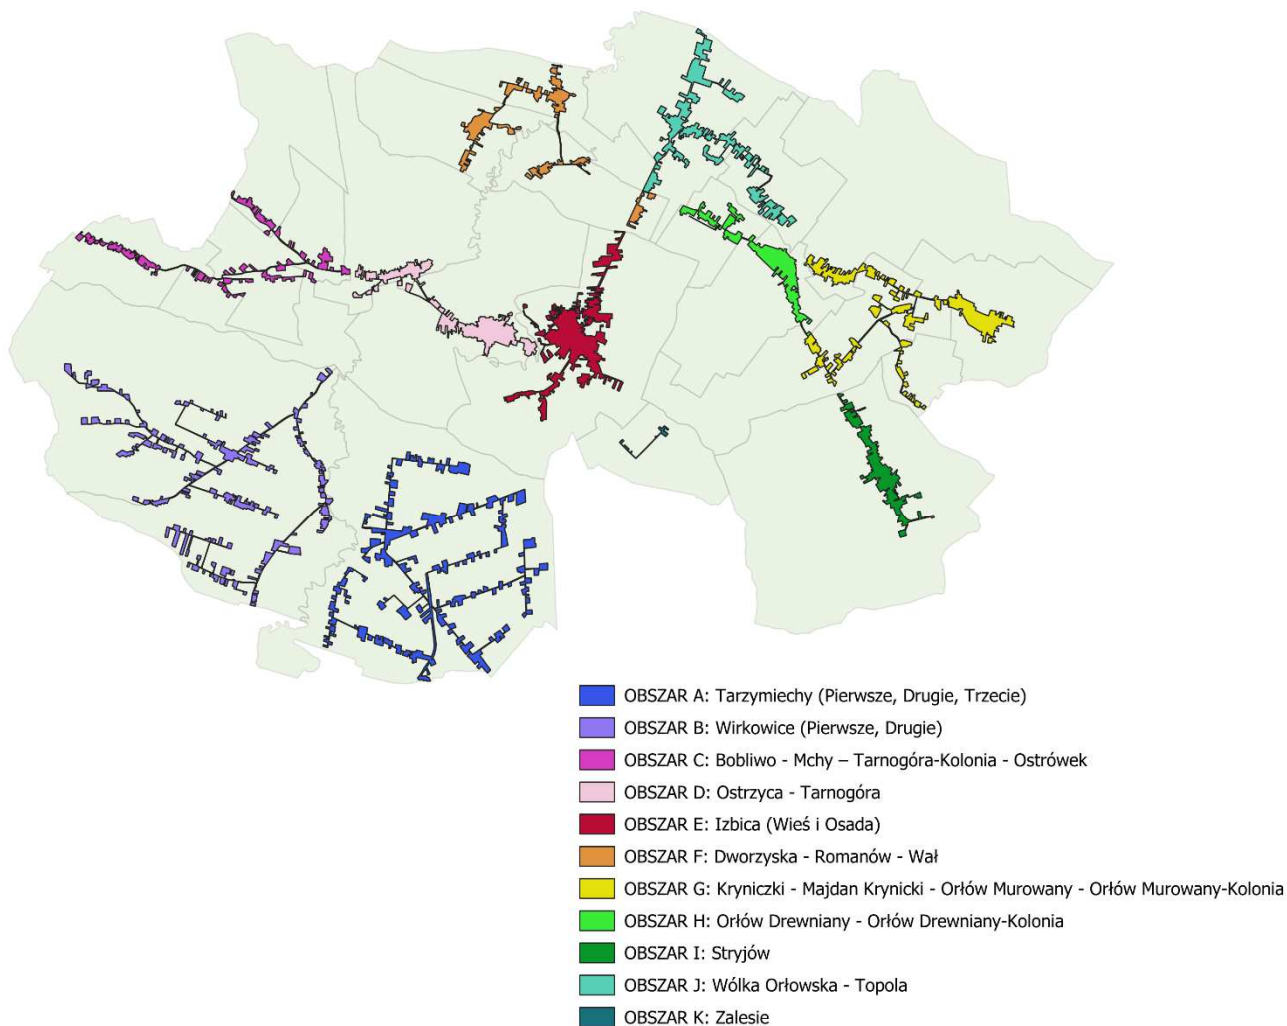 OBSZAR A: Tarzymiechy (Pierwsze, Drugie, Trzecie)
OBSZAR B: Wirkowice (Pierwsze, Drugie)
OBSZAR C: Bobliwo - Mchy – Tarnogóra-Kolonia - Ostrówek
OBSZAR D: Ostrzyca - Tarnogóra
OBSZAR E: Izbica (Wieś i Osada)
OBSZAR F: Dworzyska - Romanów - Wał
OBSZAR G: Kryniczki - Majdan Krynicki - Orłów Murowany - Orłów Murowany-Kolonia
OBSZAR H: Orłów Drewniany - Orłów Drewniany-Kolonia
OBSZAR I: Stryjów
OBSZAR J: Wólka Orłowska - Topola
OBSZAR K: Zalesie